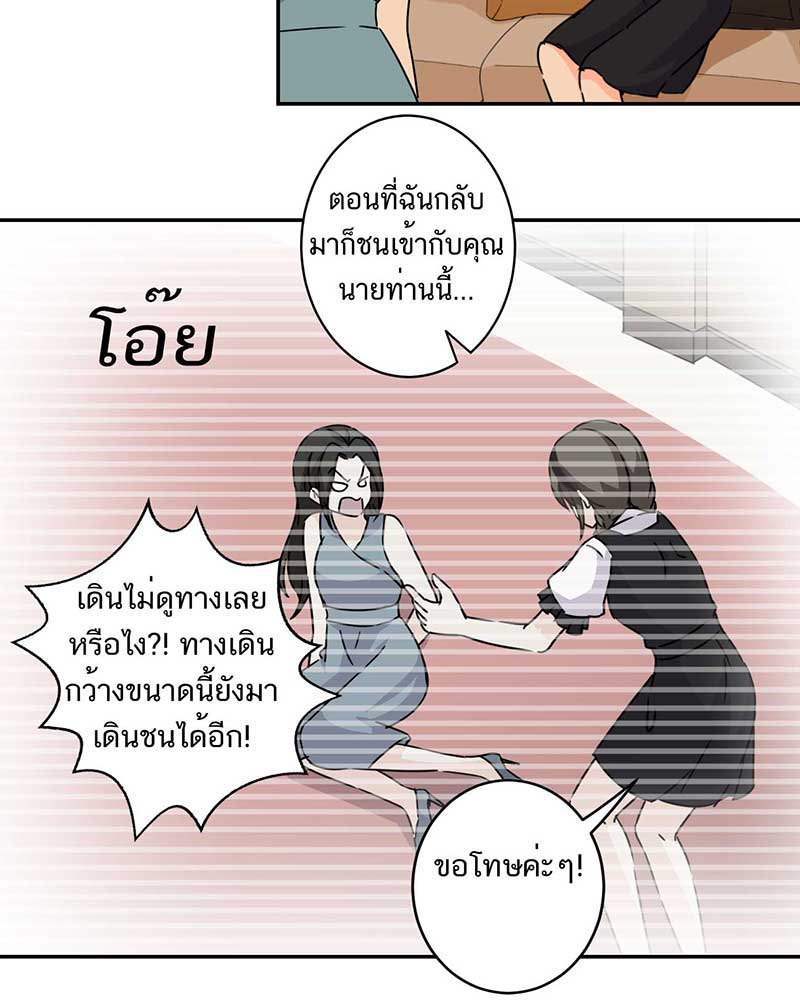 ตอนที่ฉันกลับ
มาก็ชนเข้ากับคุณ
นายท่านนี้...
โอ๊ย
เดินไม่ดูทางเลย
หรือไง?! ทางเดิน
กว้างขนาดนี้ยังมา
เดินชนได้อีก!
ขอโทษค่ะๆ!